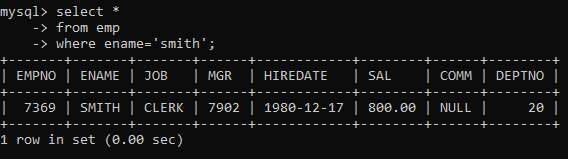 mysql> select *
    -> from emp
    -> where ename='smith';
+-------+-------+-------+------+------------+--------+------+--------+
| EMPNO | ENAME | JOB   | MGR  | HIREDATE   | SAL    | COMM | DEPTNO |
+-------+-------+-------+------+------------+--------+------+--------+
|  7369 | SMITH | CLERK | 7902 | 1980-12-17 | 800.00 | NULL |     20 |
+-------+-------+-------+------+------------+--------+------+--------+
1 row in set (0.00 sec)